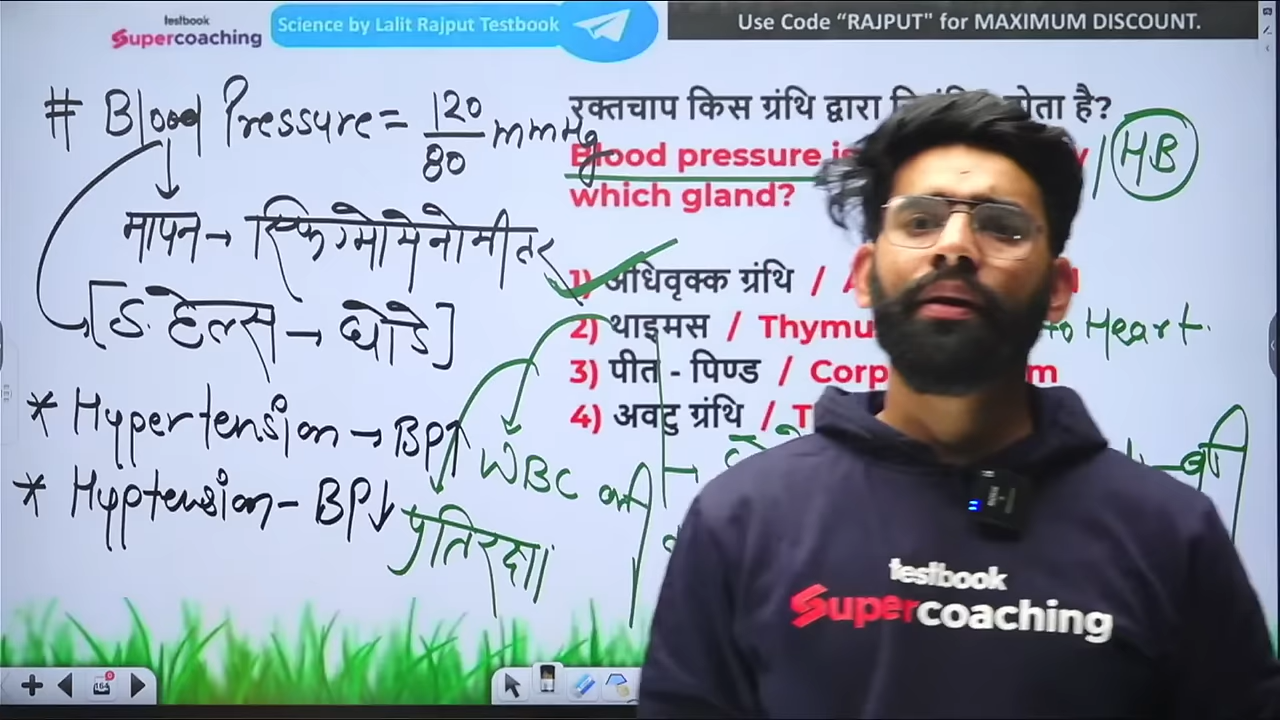 testbook
Supercoaching
Science by Lalit Rajput Testbook
Use Code “RAJPUT" for MAXIMUM DISCOUNT.
# Blood Pressure = 120/80 mmHg
मापन → स्फिग्मोमेनोमीतर
[डॉ. हेल्स → घोडे]
* Hypertension → BP↑
* Hyptension - BP↓
रक्तचाप किस ग्रंथि द्वारा होता है?
Blood pressure is
which gland?
/ HB
1) अधिवृक्क ग्रंथि /
2) थाइमस / Thymu
to Heart
3) पीत - पिण्ड / Corp
4) अवटु ग्रंथि / T
WBC की
प्रतिरक्षा
164
testbook
Supercoaching